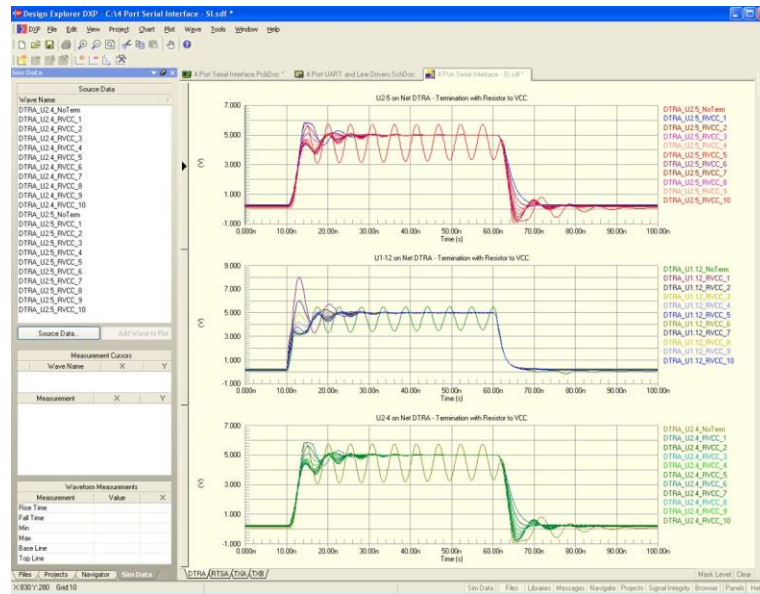 Design Explorer DXP - C:\4 Port Serial Interface - SI.sdf *
DXP File Edit View Project Chart Plot Wave Tools Window Help
Sim Data
4 Port Serial Interface.PcbDoc *
4 Port UART and Line Drivers.SchDoc
4 Port Serial Interface - SI.sdf *
Source Data
Wave Name
DTRA_U2.4_NoTerm
DTRA_U2.4_RVCC_1
DTRA_U2.4_RVCC_2
DTRA_U2.4_RVCC_3
DTRA_U2.4_RVCC_4
DTRA_U2.4_RVCC_5
DTRA_U2.4_RVCC_6
DTRA_U2.4_RVCC_7
DTRA_U2.4_RVCC_8
DTRA_U2.4_RVCC_9
DTRA_U2.4_RVCC_10
DTRA_U2.5_NoTerm
DTRA_U2.5_RVCC_1
DTRA_U2.5_RVCC_2
DTRA_U2.5_RVCC_3
DTRA_U2.5_RVCC_4
DTRA_U2.5_RVCC_5
DTRA_U2.5_RVCC_6
DTRA_U2.5_RVCC_7
DTRA_U2.5_RVCC_8
DTRA_U2.5_RVCC_9
DTRA_U2.5_RVCC_10
Source Data...
Add Wave to Plot
Measurement Cursors
Wave Name X Y
Measurement X Y
Waveform Measurements
Measurement Value X
Rise Time
Fall Time
Min
Max
Base Line
Top Line
Files Projects Navigator Sim Data
U2-5 on Net DTRA - Termination with Resistor to VCC
7.000
5.000
3.000
1.000
-1.000
(V)
0.000n 10.00n 20.00n 30.00n 40.00n 50.00n 60.00n 70.00n 80.00n 90.00n 100.00n
Time (s)
DTRA_U2.5_NoTerm
DTRA_U2.5_RVCC_1
DTRA_U2.5_RVCC_2
DTRA_U2.5_RVCC_3
DTRA_U2.5_RVCC_4
DTRA_U2.5_RVCC_5
DTRA_U2.5_RVCC_6
DTRA_U2.5_RVCC_7
DTRA_U2.5_RVCC_8
DTRA_U2.5_RVCC_9
DTRA_U2.5_RVCC_10
U1-12 on Net DTRA - Termination with Resistor to VCC
9.000
7.000
5.000
3.000
1.000
-1.000
(V)
0.000n 10.00n 20.00n 30.00n 40.00n 50.00n 60.00n 70.00n 80.00n 90.00n 100.00n
Time (s)
DTRA_U1.12_NoTerm
DTRA_U1.12_RVCC_1
DTRA_U1.12_RVCC_2
DTRA_U1.12_RVCC_3
DTRA_U1.12_RVCC_4
DTRA_U1.12_RVCC_5
DTRA_U1.12_RVCC_6
DTRA_U1.12_RVCC_7
DTRA_U1.12_RVCC_8
DTRA_U1.12_RVCC_9
DTRA_U1.12_RVCC_10
U2-4 on Net DTRA - Termination with Resistor to VCC
7.000
5.000
3.000
1.000
-1.000
(V)
0.000n 10.00n 20.00n 30.00n 40.00n 50.00n 60.00n 70.00n 80.00n 90.00n 100.00n
Time (s)
DTRA_U2.4_NoTerm
DTRA_U2.4_RVCC_1
DTRA_U2.4_RVCC_2
DTRA_U2.4_RVCC_3
DTRA_U2.4_RVCC_4
DTRA_U2.4_RVCC_5
DTRA_U2.4_RVCC_6
DTRA_U2.4_RVCC_7
DTRA_U2.4_RVCC_8
DTRA_U2.4_RVCC_9
DTRA_U2.4_RVCC_10
DTRA RTSA TXA TXB
Mask Level Clear
X:830 Y:280 Grid:10
Sim Data Files Libraries Messages Navigate Projects Signal Integrity Browser Panels